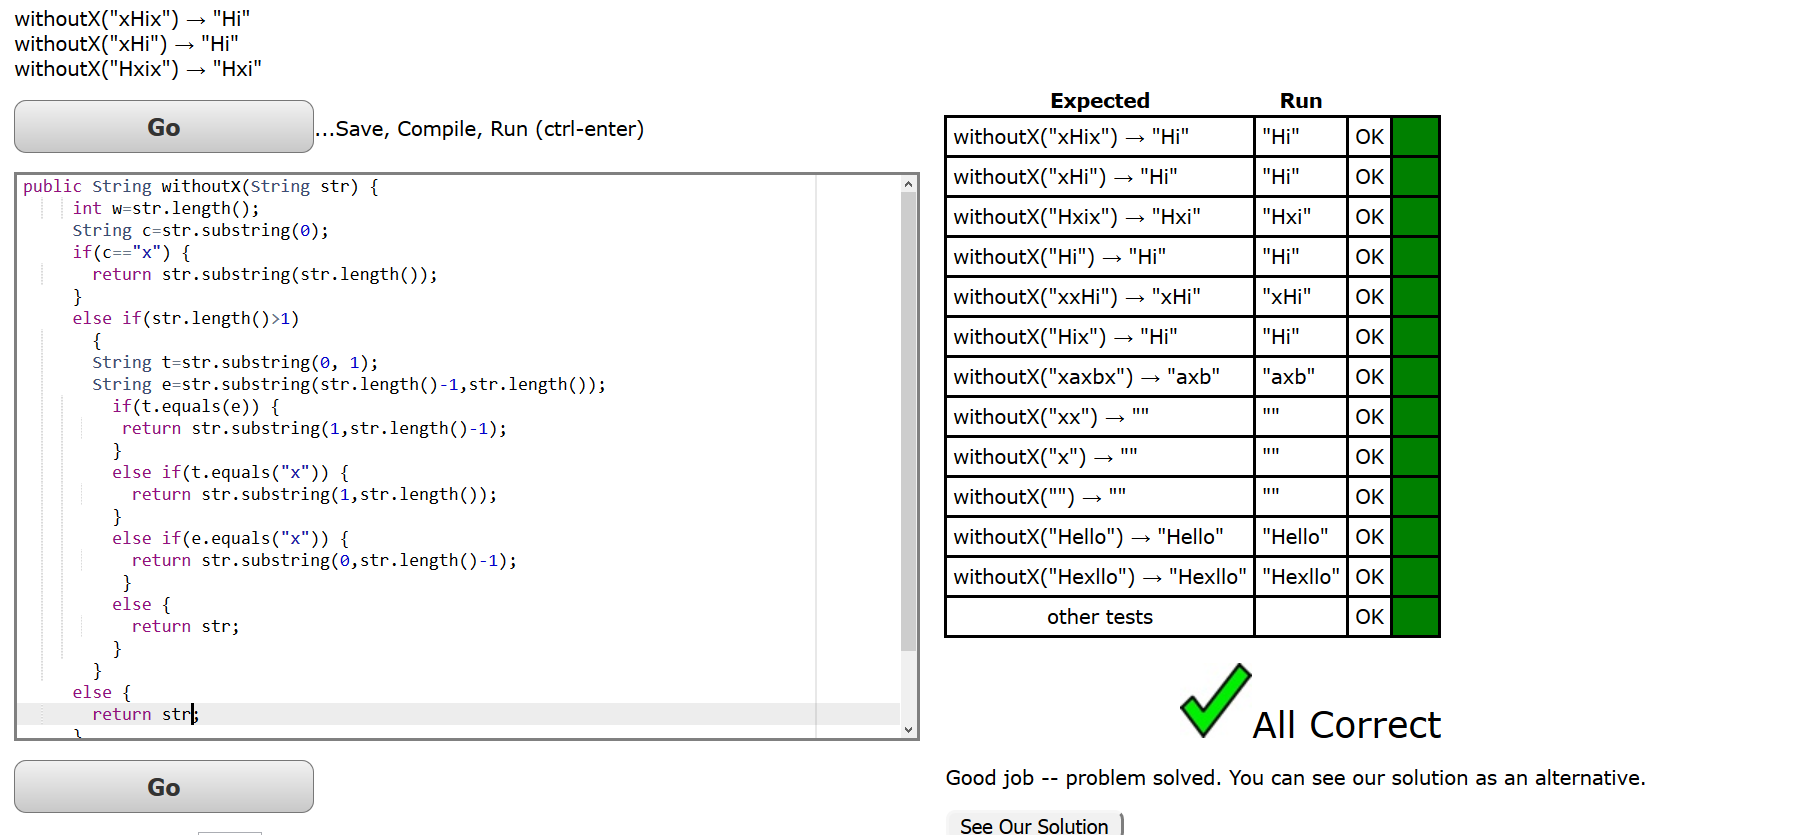 withoutX("xHix") → "Hi"
withoutX("xHi") → "Hi"
withoutX("Hxix") → "Hxi"
Go
...Save, Compile, Run (ctrl-enter)
public String withoutX(String str) {
int w=str.length();
String c=str.substring(0);
if(c=="x") {
return str.substring(str.length());
}
else if(str.length()>1)
{
String t=str.substring(0, 1);
String e=str.substring(str.length()-1,str.length());
if(t.equals(e)) {
return str.substring(1,str.length()-1);
}
else if(t.equals("x")) {
return str.substring(1,str.length());
}
else if(e.equals("x")) {
return str.substring(0,str.length()-1);
}
else {
return str;
}
}
else {
return str;
}
Go
Expected Run
withoutX("xHix") → "Hi" "Hi" OK
withoutX("xHi") → "Hi" "Hi" OK
withoutX("Hxix") → "Hxi" "Hxi" OK
withoutX("Hi") → "Hi" "Hi" OK
withoutX("xxHi") → "xHi" "xHi" OK
withoutX("Hix") → "Hi" "Hi" OK
withoutX("xaxbx") → "axb" "axb" OK
withoutX("xx") → "" "" OK
withoutX("x") → "" "" OK
withoutX("") → "" "" OK
withoutX("Hello") → "Hello" "Hello" OK
withoutX("Hexllo") → "Hexllo" "Hexllo" OK
other tests OK
All Correct
Good job -- problem solved. You can see our solution as an alternative.
See Our Solution